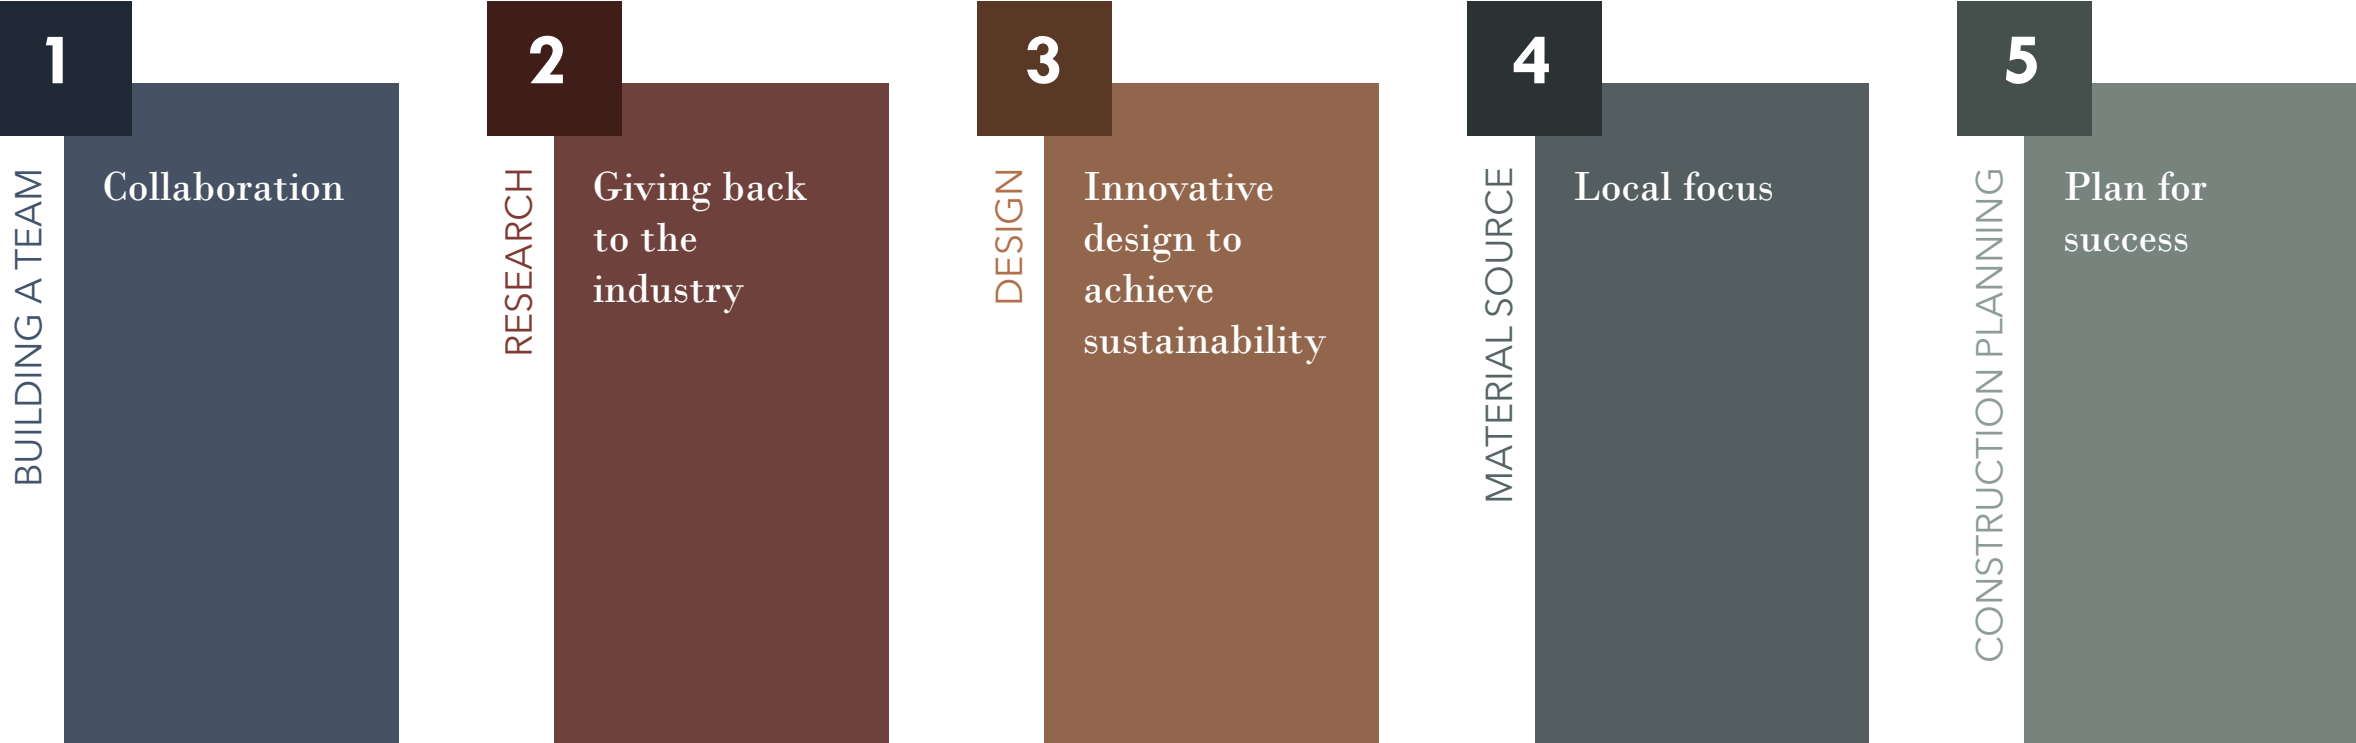 1
BUILDING A TEAM
Collaboration
2
RESEARCH
Giving back
to the
industry
3
DESIGN
Innovative
design to
achieve
sustainability
4
MATERIAL SOURCE
Local focus
5
CONSTRUCTION PLANNING
Plan for
success